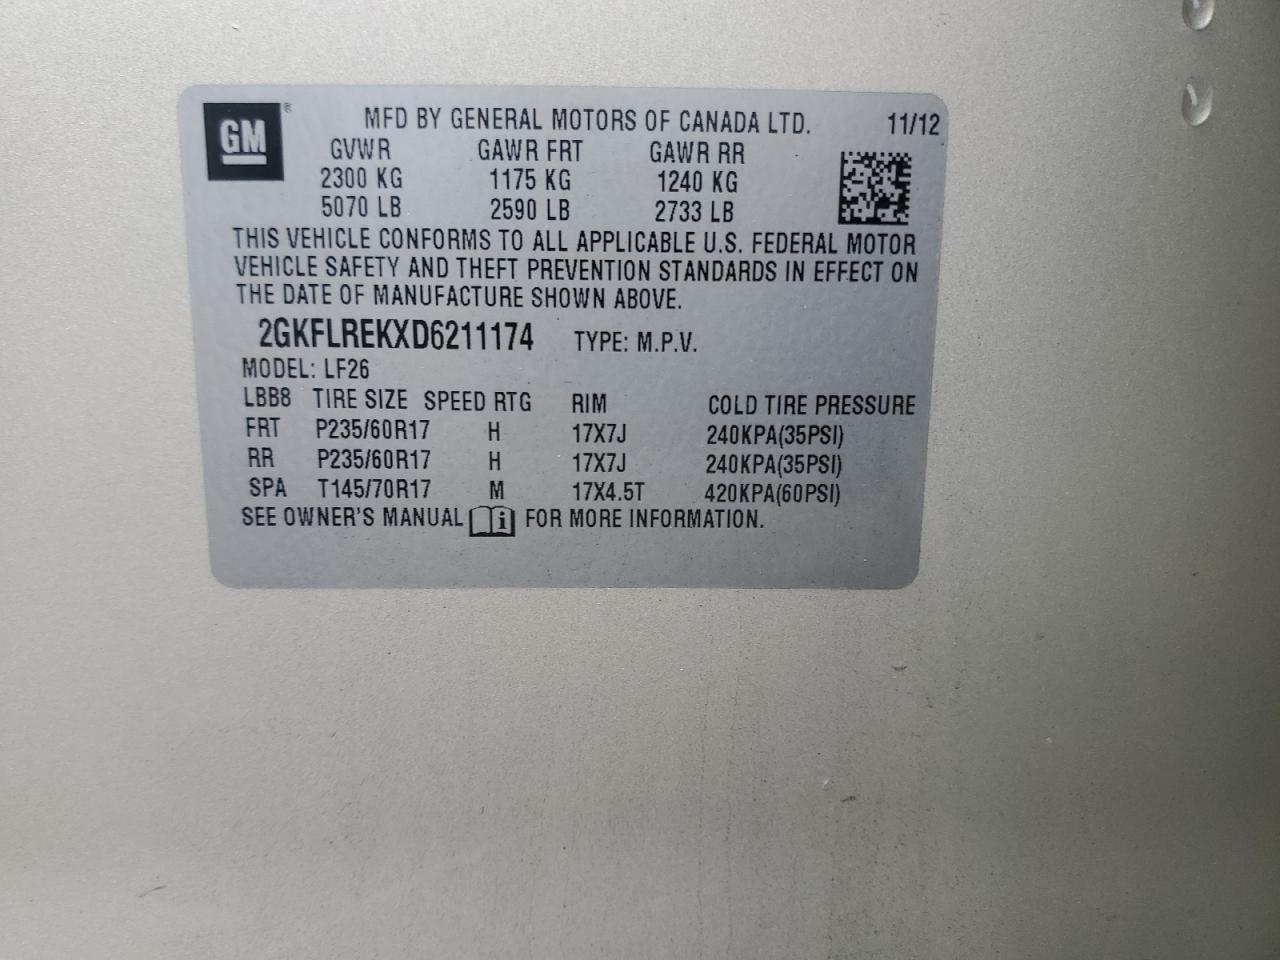 GM® MFD BY GENERAL MOTORS OF CANADA LTD. 11/12
GVWR GAWR FRT GAWR RR
2300 KG 1175 KG 1240 KG
5070 LB 2590 LB 2733 LB
THIS VEHICLE CONFORMS TO ALL APPLICABLE U.S. FEDERAL MOTOR
VEHICLE SAFETY AND THEFT PREVENTION STANDARDS IN EFFECT ON
THE DATE OF MANUFACTURE SHOWN ABOVE.
2GKFLREKXD6211174 TYPE: M.P.V.
MODEL: LF26
LBB8 TIRE SIZE SPEED RTG RIM COLD TIRE PRESSURE
FRT P235/60R17 H 17X7J 240KPA(35PSI)
RR P235/60R17 H 17X7J 240KPA(35PSI)
SPA T145/70R17 M 17X4.5T 420KPA(60PSI)
SEE OWNER'S MANUAL i FOR MORE INFORMATION.